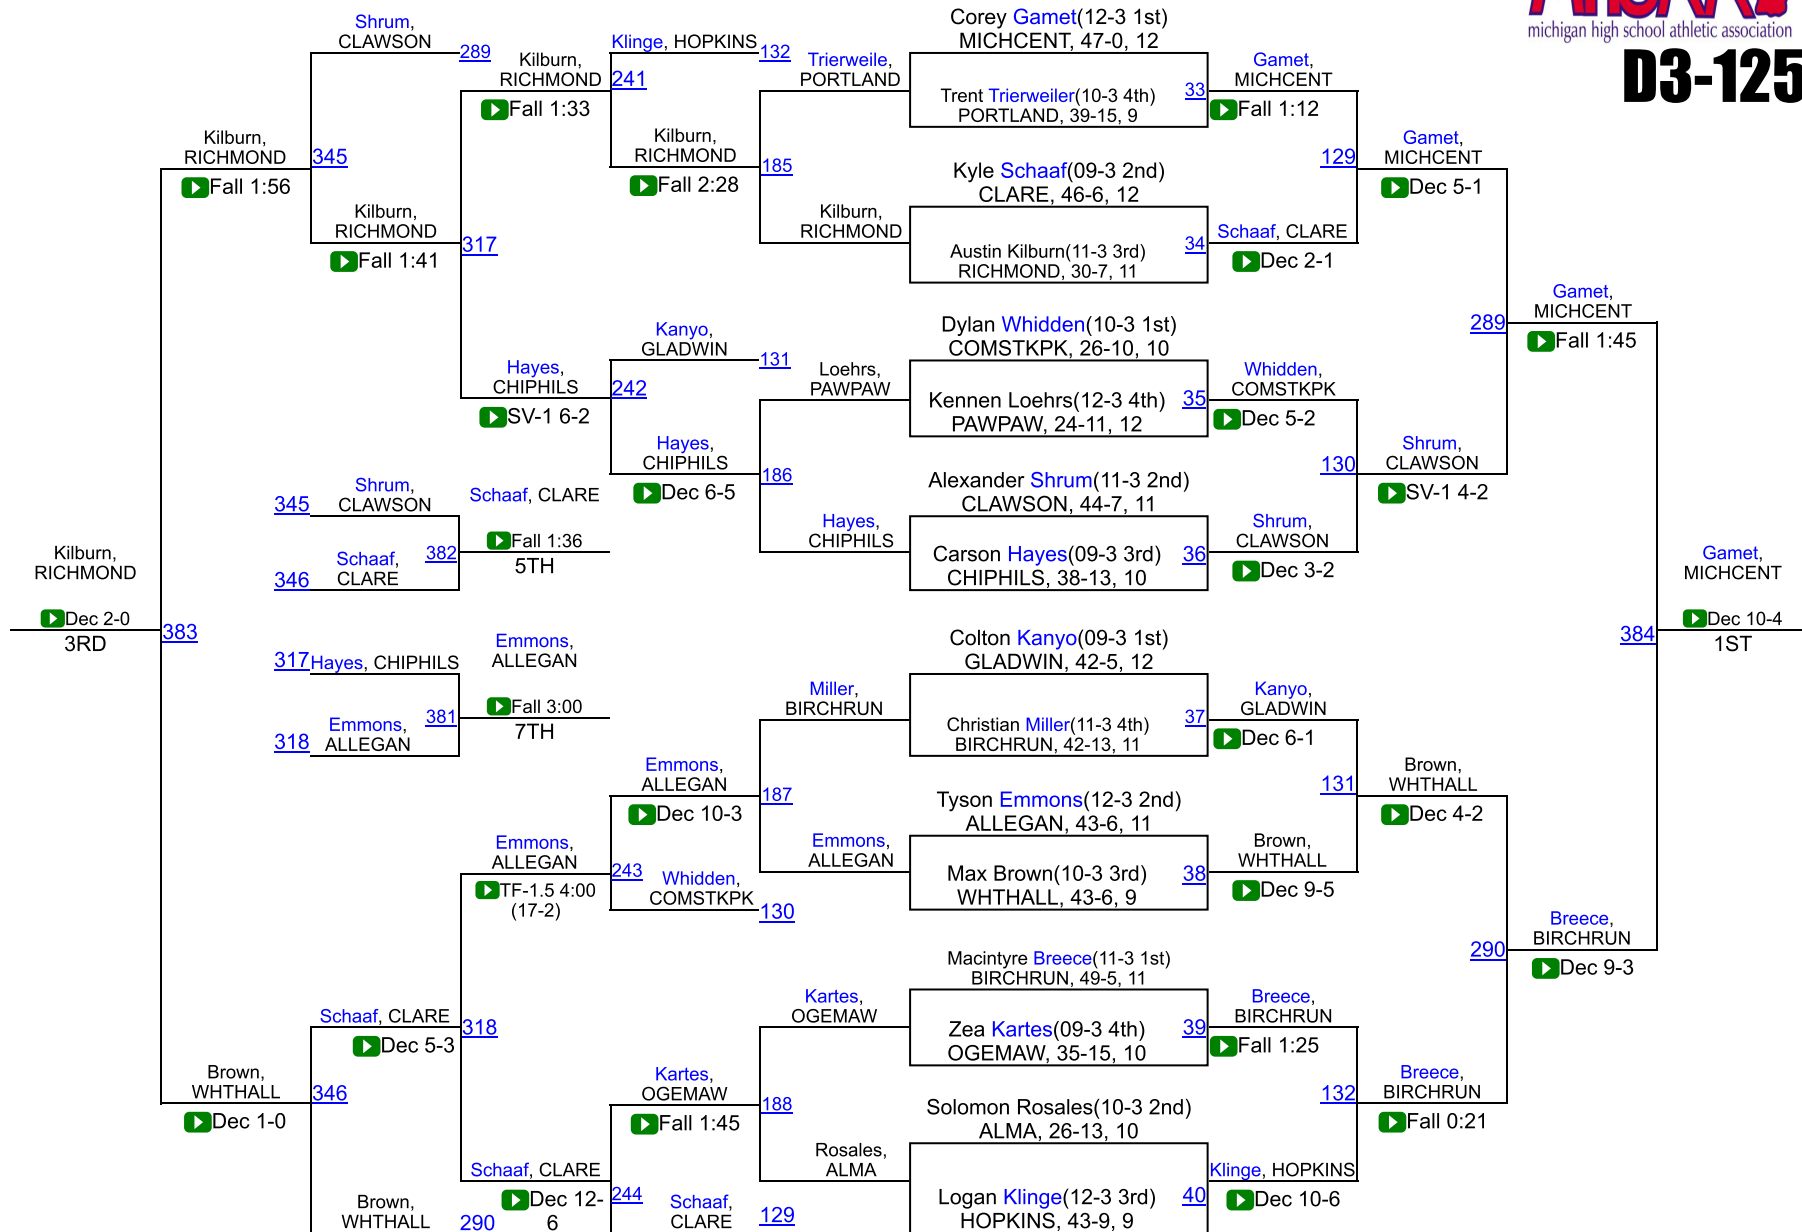 michigan high school athletic association
D3-125
Shrum,
CLAWSON
289
Kilburn,
RICHMOND
Fall 1:33
Klinge, HOPKINS
132
241
Trierweile,
PORTLAND
Corey Gamet(12-3 1st)
MICHCENT, 47-0, 12
Trent Trierweiler(10-3 4th)
PORTLAND, 39-15, 9
33
Gamet,
MICHCENT
Fall 1:12
Kilburn,
RICHMOND
Fall 1:56
345
Kilburn,
RICHMOND
Fall 2:28
185
Kyle Schaaf(09-3 2nd)
CLARE, 46-6, 12
129
Gamet,
MICHCENT
Dec 5-1
Kilburn,
RICHMOND
Fall 1:41
317
Kilburn,
RICHMOND
Austin Kilburn(11-3 3rd)
RICHMOND, 30-7, 11
34
Schaaf, CLARE
Dec 2-1
Gamet,
MICHCENT
289
Fall 1:45
Kanyo,
GLADWIN
131
Dylan Whidden(10-3 1st)
COMSTKPK, 26-10, 10
Hayes,
CHIPHILS
SV-1 6-2
242
Loehrs,
PAWPAW
Kennen Loehrs(12-3 4th)
PAWPAW, 24-11, 12
35
Whidden,
COMSTKPK
Dec 5-2
Hayes,
CHIPHILS
Dec 6-5
186
Alexander Shrum(11-3 2nd)
CLAWSON, 44-7, 11
130
Shrum,
CLAWSON
SV-1 4-2
345
Shrum,
CLAWSON
Schaaf, CLARE
Hayes,
CHIPHILS
Carson Hayes(09-3 3rd)
CHIPHILS, 38-13, 10
36
Shrum,
CLAWSON
Dec 3-2
346
Schaaf,
CLARE
382
Fall 1:36
5TH
Kilburn,
RICHMOND
Dec 2-0
3RD
383
Gamet,
MICHCENT
384
Dec 10-4
1ST
317
Hayes, CHIPHILS
Emmons,
ALLEGAN
Colton Kanyo(09-3 1st)
GLADWIN, 42-5, 12
318
Emmons,
ALLEGAN
381
Fall 3:00
7TH
Miller,
BIRCHRUN
Christian Miller(11-3 4th)
BIRCHRUN, 42-13, 11
37
Kanyo,
GLADWIN
Dec 6-1
Emmons,
ALLEGAN
Dec 10-3
187
Tyson Emmons(12-3 2nd)
ALLEGAN, 43-6, 11
131
Brown,
WHTHALL
Dec 4-2
Emmons,
ALLEGAN
TF-1.5 4:00
(17-2)
243
Whidden,
COMSTKPK
130
Emmons,
ALLEGAN
Max Brown(10-3 3rd)
WHTHALL, 43-6, 9
38
Brown,
WHTHALL
Dec 9-5
290
Breece,
BIRCHRUN
Dec 9-3
Macintyre Breece(11-3 1st)
BIRCHRUN, 49-5, 11
Schaaf, CLARE
Dec 5-3
318
Kartes,
OGEMAW
Zea Kartes(09-3 4th)
OGEMAW, 35-15, 10
39
Breece,
BIRCHRUN
Fall 1:25
Brown,
WHTHALL
Dec 1-0
346
Kartes,
OGEMAW
Fall 1:45
188
Solomon Rosales(10-3 2nd)
ALMA, 26-13, 10
132
Breece,
BIRCHRUN
Fall 0:21
Schaaf, CLARE
Dec 12-
6
244
Rosales,
ALMA
Logan Klinge(12-3 3rd)
HOPKINS, 43-9, 9
40
Klinge, HOPKINS
Dec 10-6
Brown,
WHTHALL
290
Schaaf,
CLARE
129